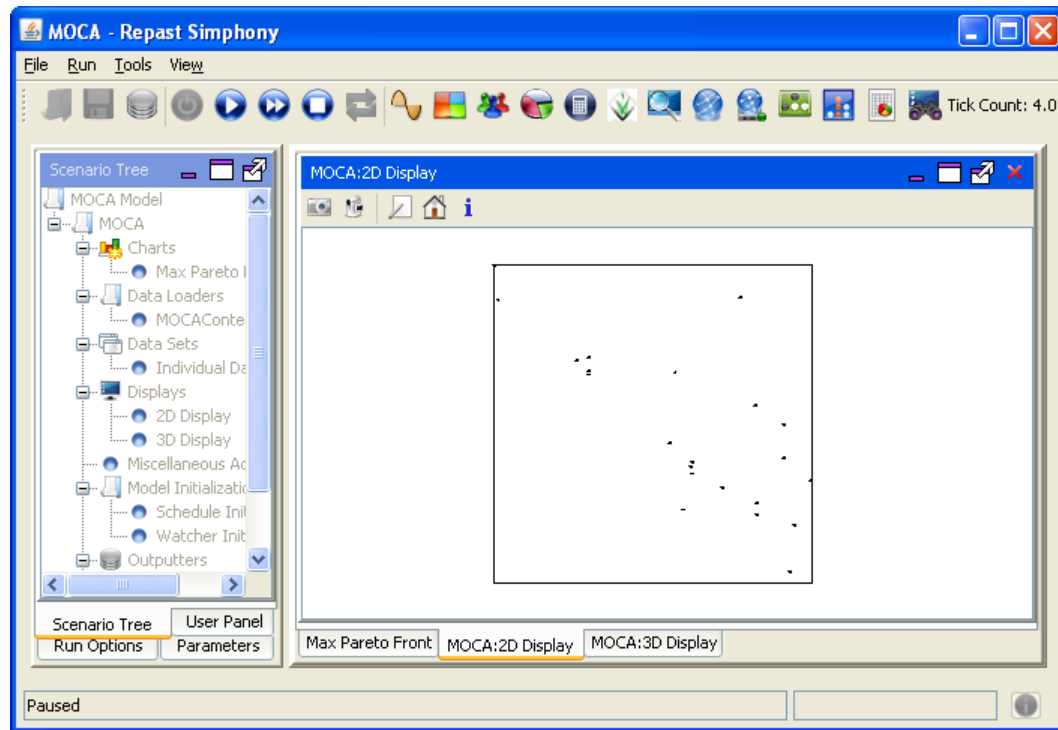 MOCA - Repast Simphony
File Run Tools View
Tick Count: 4.0
Scenario Tree
MOCA Model
MOCA
Charts
Max Pareto
Data Loaders
MOCAConte
Data Sets
Individual Da
Displays
2D Display
3D Display
Miscellaneous Ac
Model Initializatio
Schedule Init
Watcher Init
Outputters
Scenario Tree User Panel
Run Options Parameters
MOCA:2D Display
i
Max Pareto Front MOCA:2D Display MOCA:3D Display
Paused